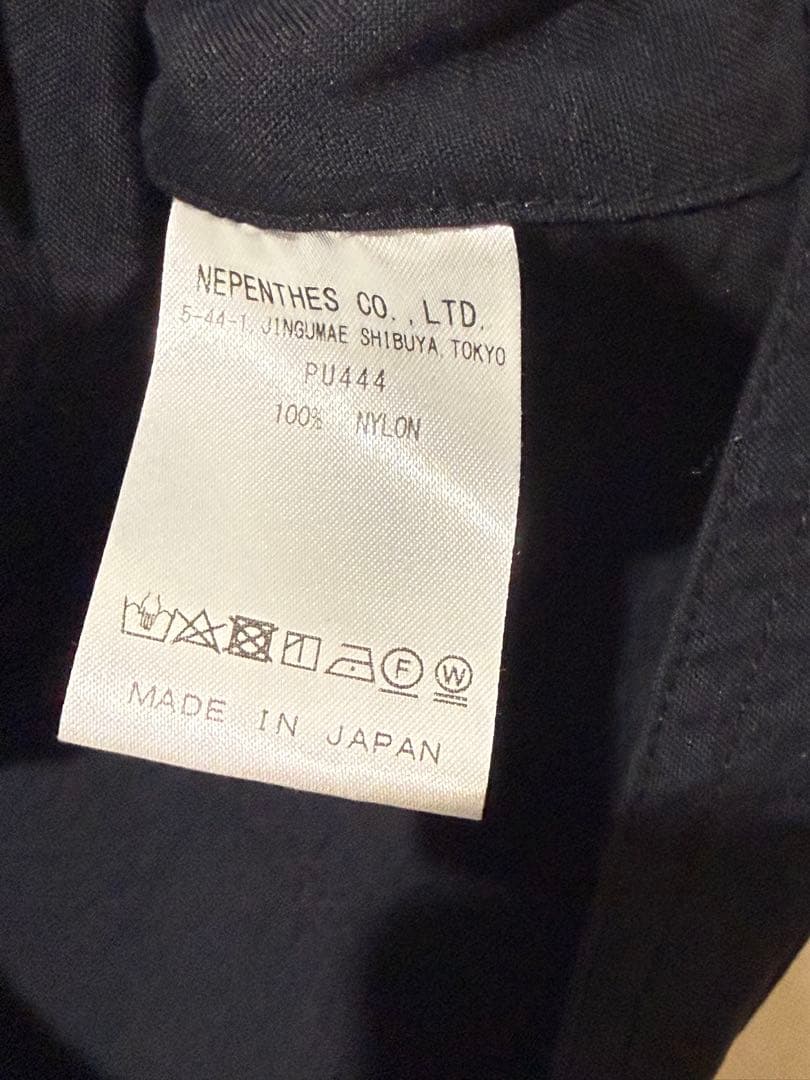 NEPENTHES CO.,LTD.
5-44-1, JINGUMAE SHIBUYA, TOKYO
PU444
100% NYLON
F W
MADE IN JAPAN